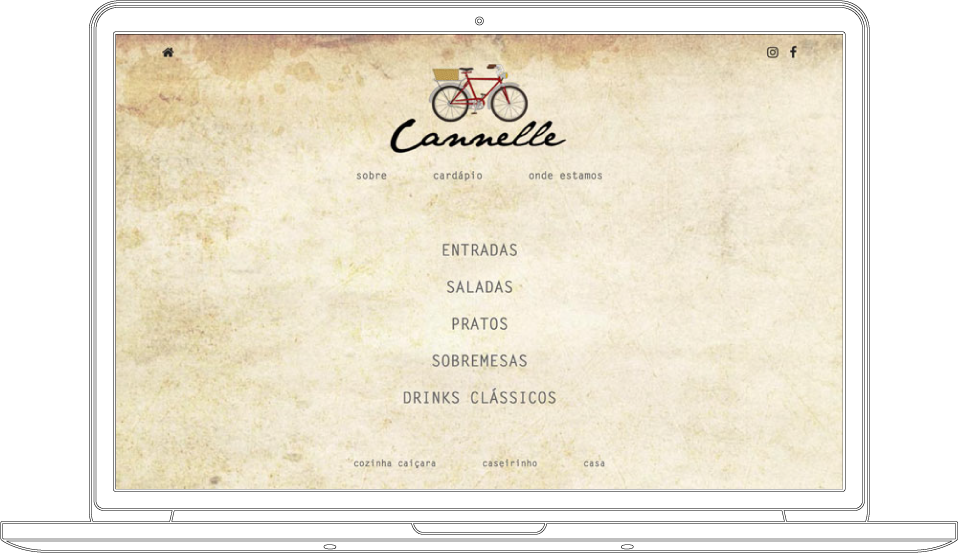 Cannelle
sobre cardápio onde estamos
ENTRADAS
SALADAS
PRATOS
SOBREMESAS
DRINKS CLÁSSICOS
cozinha caiçara caseirinho casa